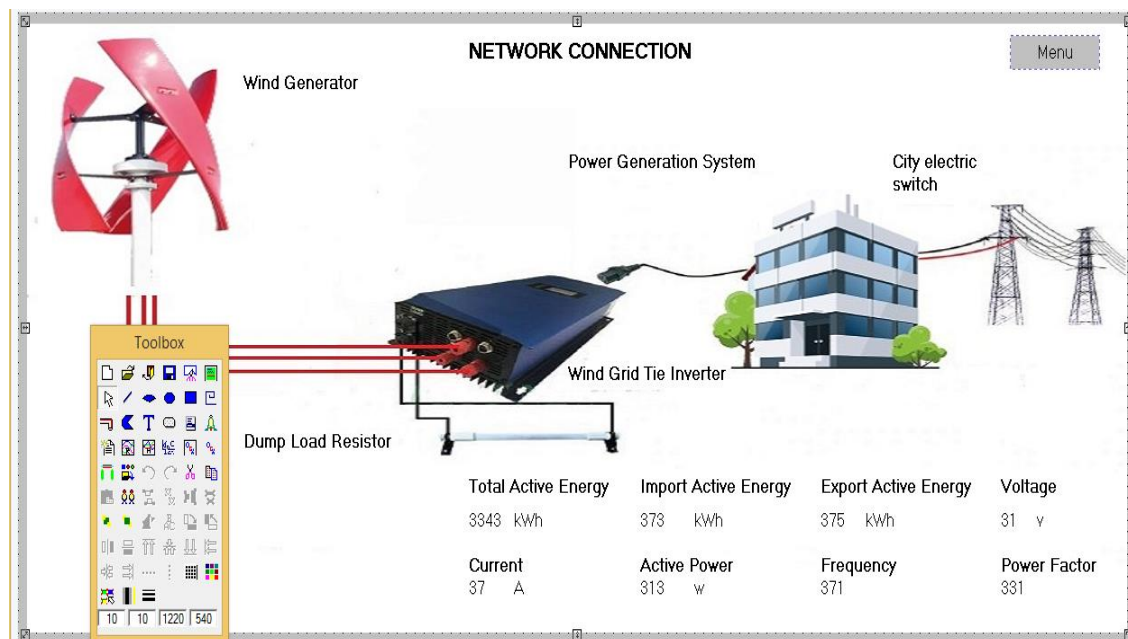 NETWORK CONNECTION
Menu
Wind Generator
Power Generation System
City electric
switch
Wind Grid Tie Inverter
Dump Load Resistor
Toolbox
10 10 1220 540
Total Active Energy Import Active Energy Export Active Energy Voltage
3343 kWh 373 kWh 375 kWh 31 v
Current Active Power Frequency Power Factor
37 A 313 w 371 331